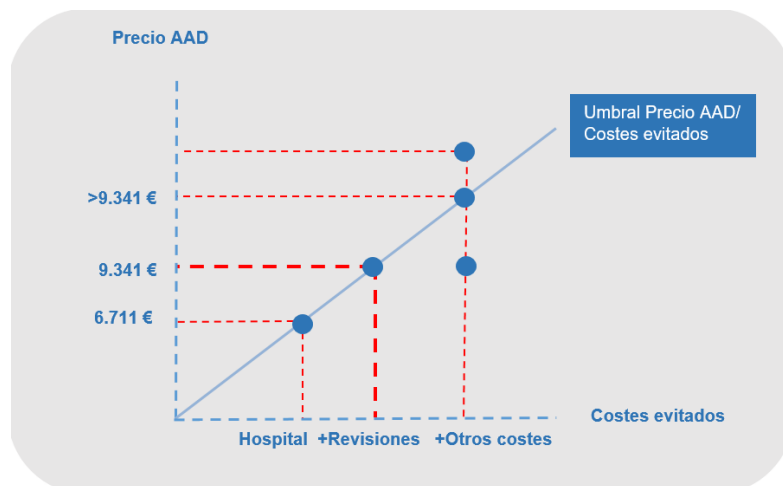 Precio AAD
Umbral Precio AAD/
Costes evitados
>9.341 €
9.341 €
6.711 €
Costes evitados
Hospital +Revisiones +Otros costes